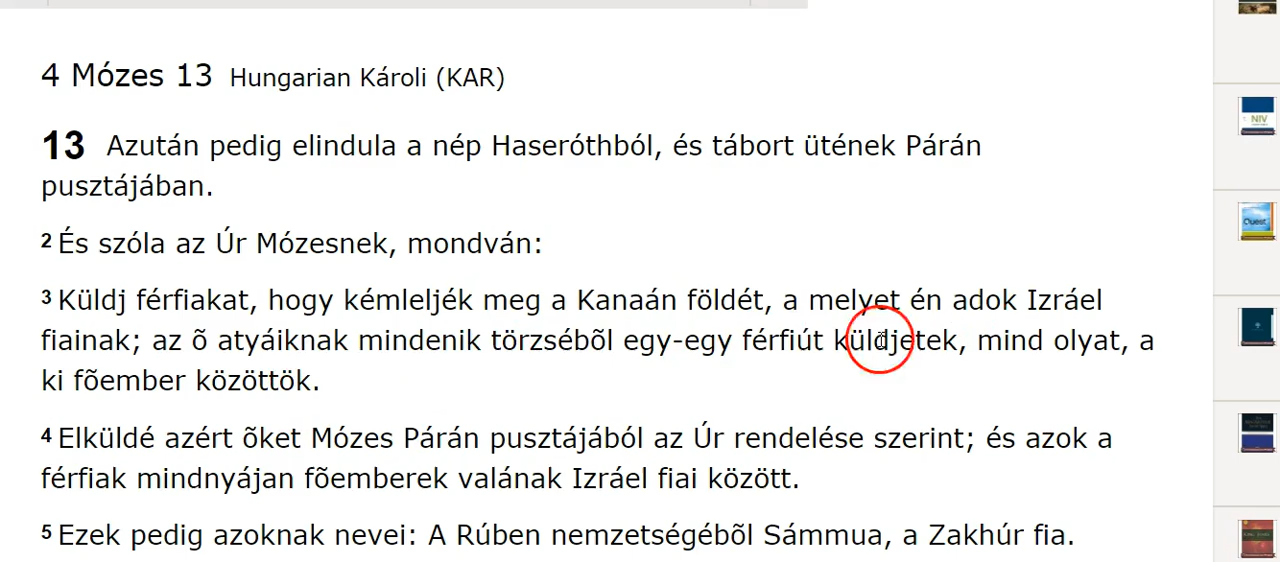 4 Mózes 13 Hungarian Károli (KAR)
13 Azután pedig elindula a nép Haseróthból, és tábort ütének Párán
pusztájában.
2 És szóla az Úr Mózesnek, mondván:
3 Küldj férfiakat, hogy kémleljék meg a Kanaán földét, a melyet én adok Izráel
fiainak; az õ atyáiknak mindenik törzsébõl egy-egy férfiút küldjetek, mind olyat, a
ki fõember közöttök.
4 Elküldé azért õket Mózes Párán pusztájából az Úr rendelése szerint; és azok a
férfiak mindnyájan fõemberek valának Izráel fiai között.
5 Ezek pedig azoknak nevei: A Rúben nemzetségébõl Sámmua, a Zakhúr fia.
NIV
Quest